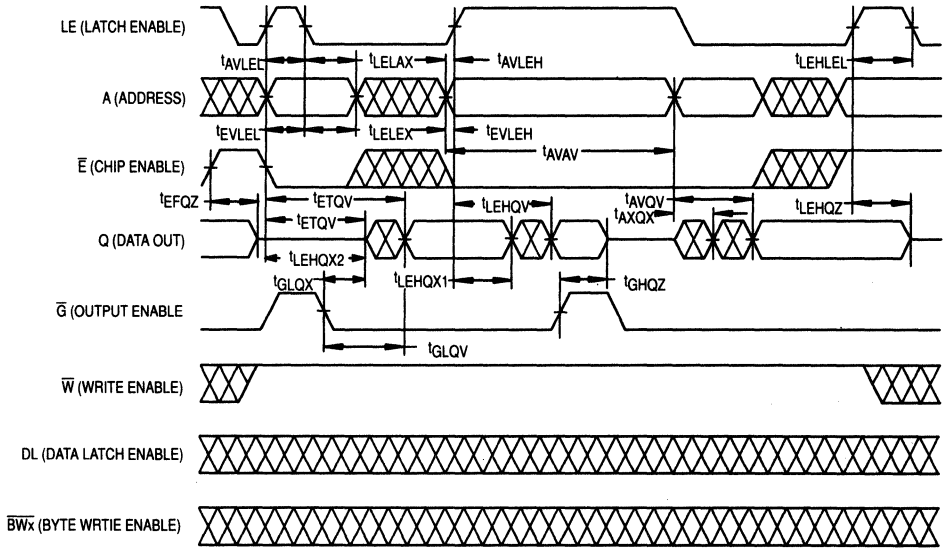 LE (LATCH ENABLE)
tAVLEL tLELAX tAVLEH tLEHLEL
A (ADDRESS)
tEVLEL tLELEX tEVLEH
tAVAV
E̅ (CHIP ENABLE)
tEFQZ tETQV tLEHQV tAVQV tLEHQZ
tETQV tAXQX
Q (DATA OUT)
tLEHQX2
tGLQX tLEHQX1 tGHQZ
G̅ (OUTPUT ENABLE
tGLQV
W̅ (WRITE ENABLE)
DL (DATA LATCH ENABLE)
B̅W̅x̅ (BYTE WRTIE ENABLE)